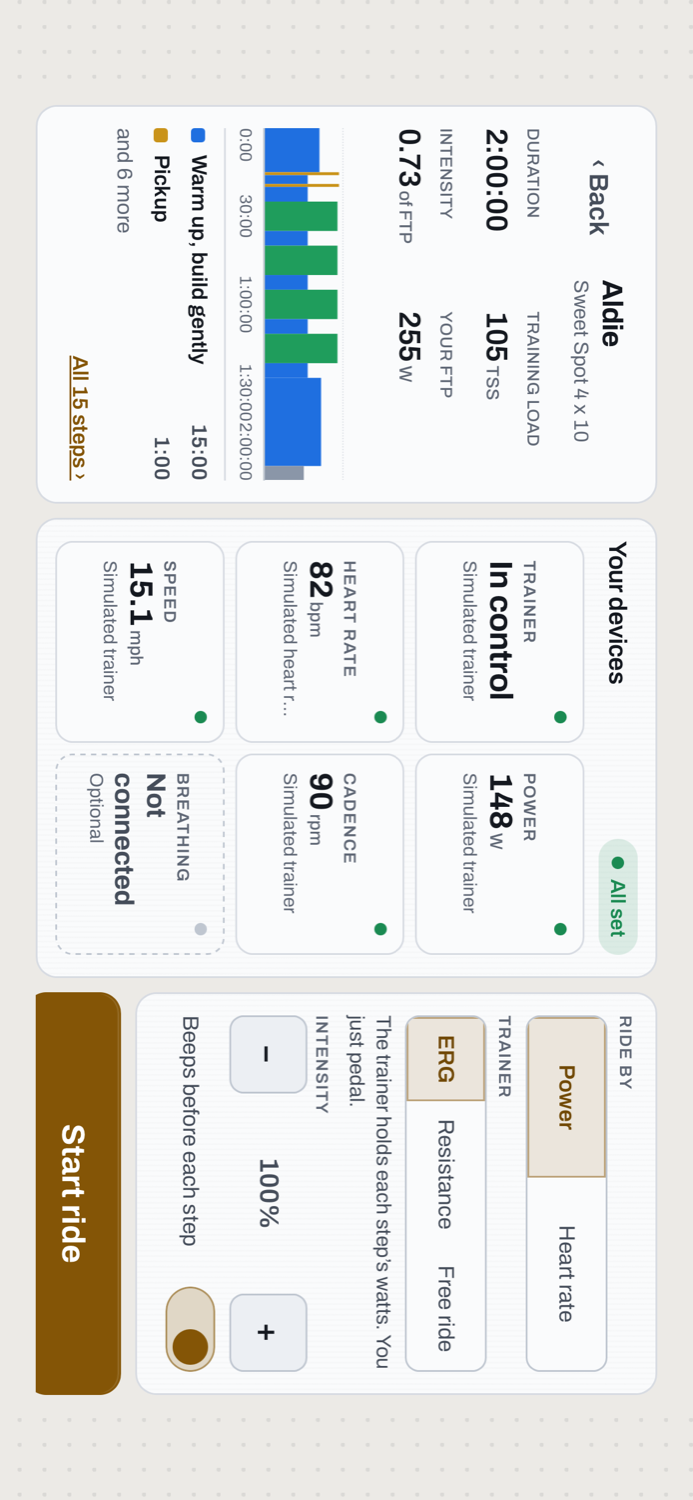 ‹ Back
Aldie
Sweet Spot 4 x 10
DURATION
2:00:00
TRAINING LOAD
105 TSS
INTENSITY
0.73 of FTP
YOUR FTP
255 W
0:00 30:00 1:00:00 1:30:00 2:00:00
Warm up, build gently 15:00
Pickup 1:00
and 6 more
All 15 steps ›
Your devices
All set
TRAINER
In control
Simulated trainer
POWER
148 W
Simulated trainer
HEART RATE
82 bpm
Simulated heart r...
CADENCE
90 rpm
Simulated trainer
SPEED
15.1 mph
Simulated trainer
BREATHING
Not
connected
Optional
RIDE BY
Power Heart rate
TRAINER
ERG Resistance Free ride
The trainer holds each step's watts. You
just pedal.
INTENSITY
− 100% +
Beeps before each step
Start ride